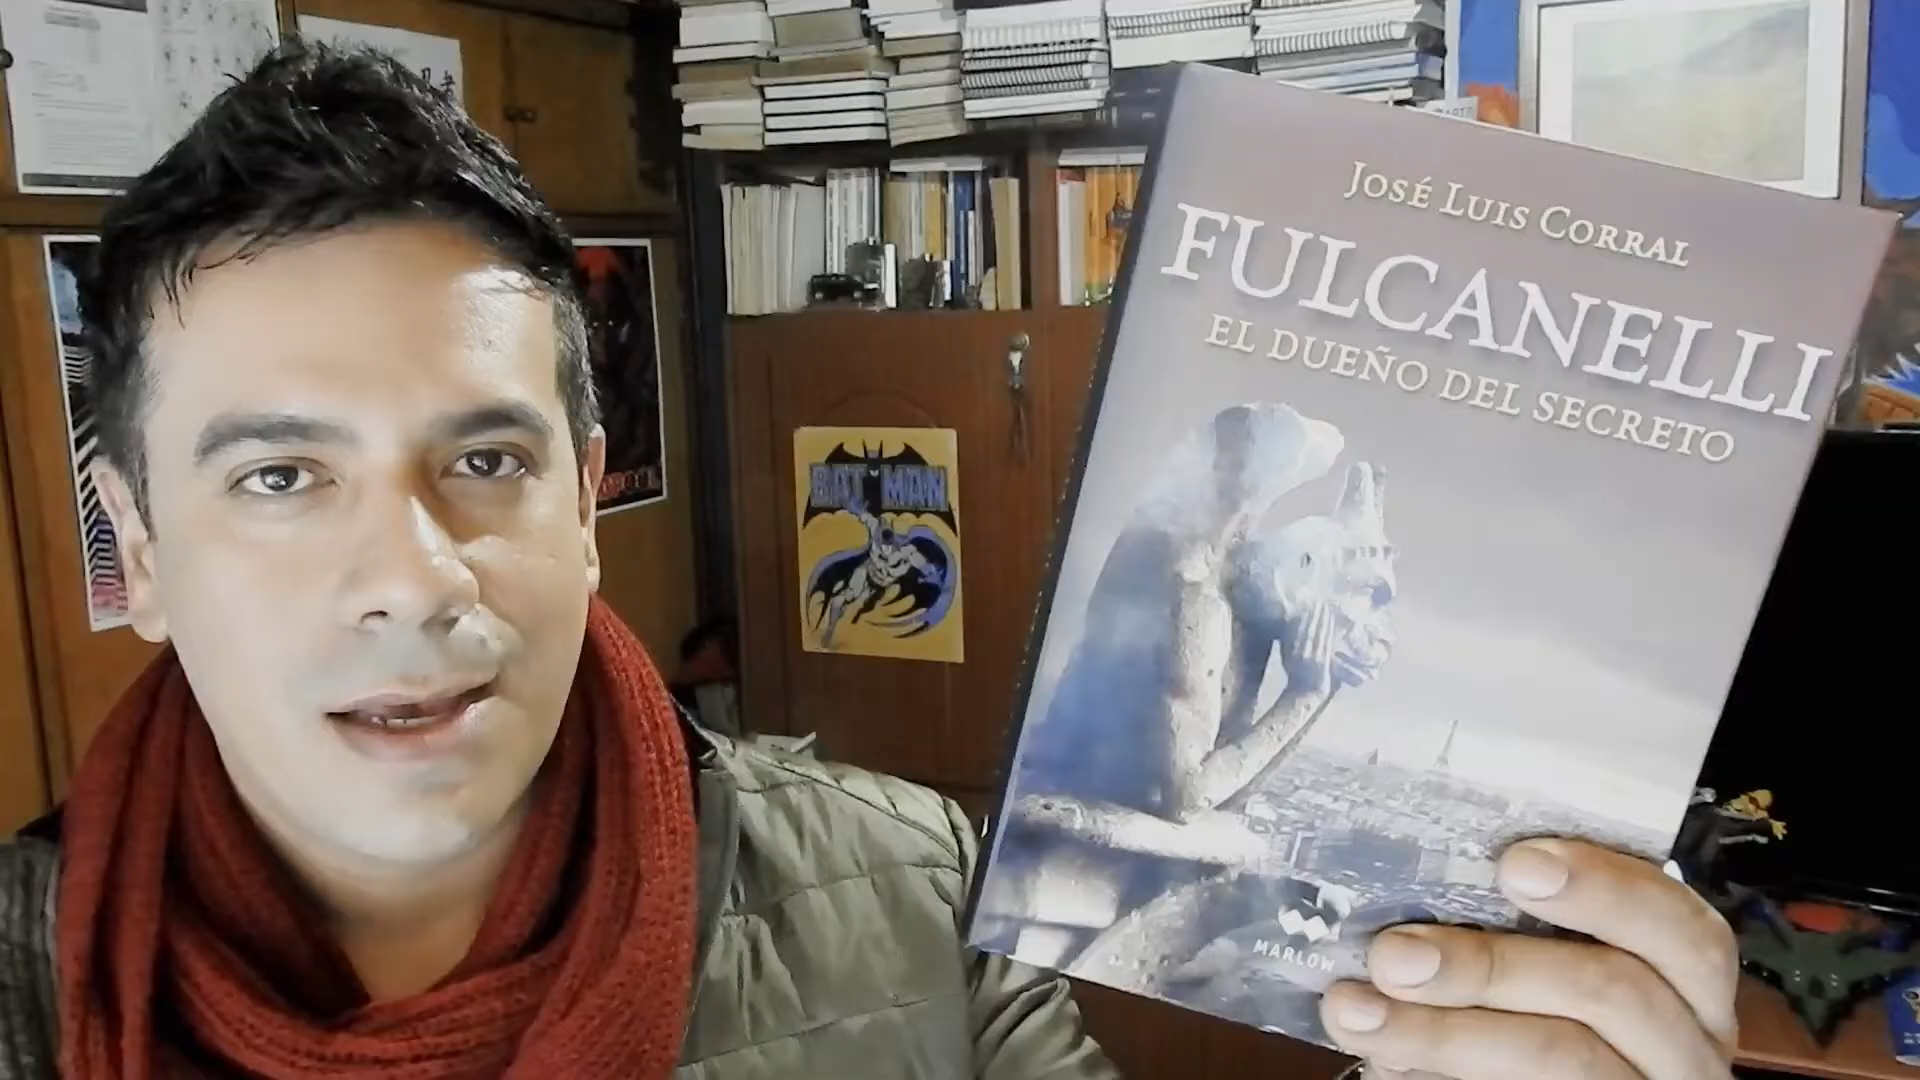 JOSÉ LUIS CORRAL
FULCANELLI
EL DUEÑO DEL SECRETO
MARLOW
BATMAN